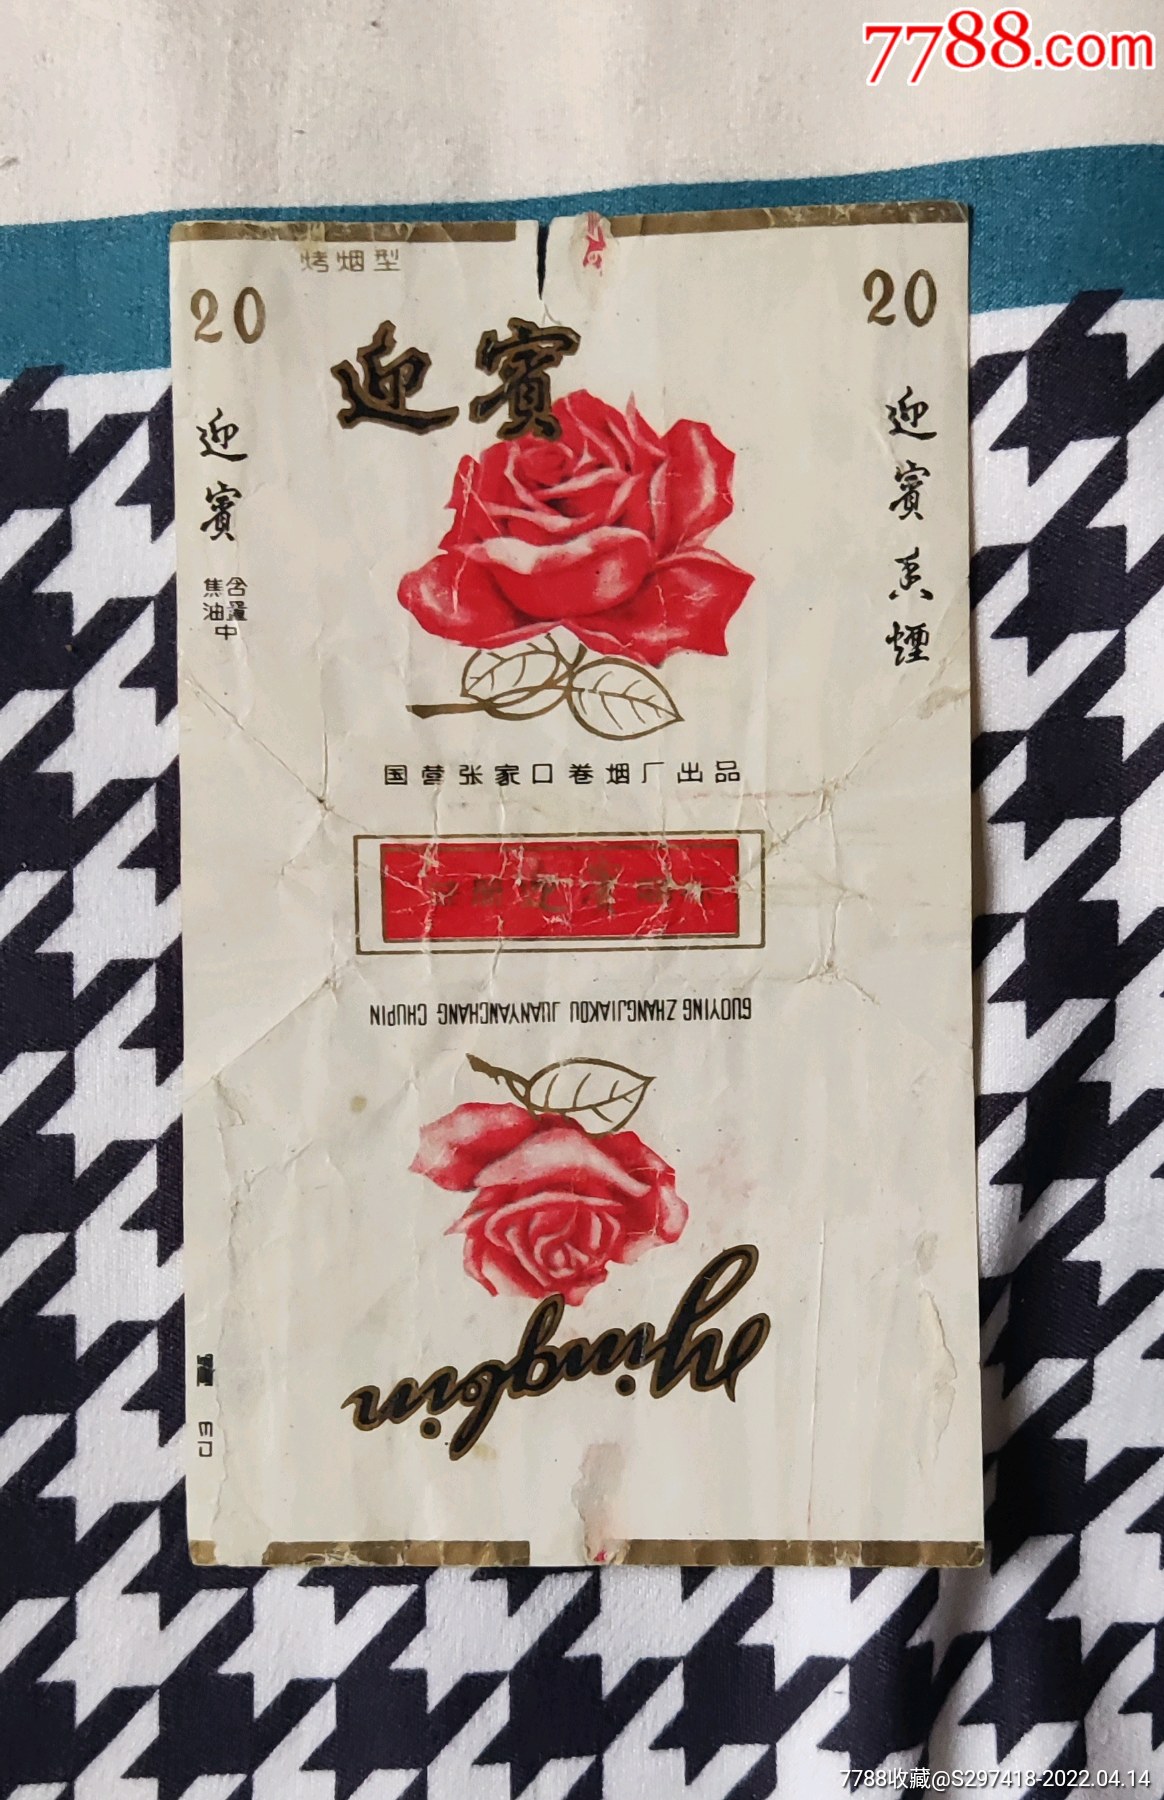 7788.com
烤烟型
20
20
迎賓
迎賓
焦油
含量
中
迎賓香煙
国营张家口卷烟厂出品
GUOYING ZHANGJIAKOU JUANYANCHANG CHUPIN
Yingbin
7788收藏@S297418-2022.04.14